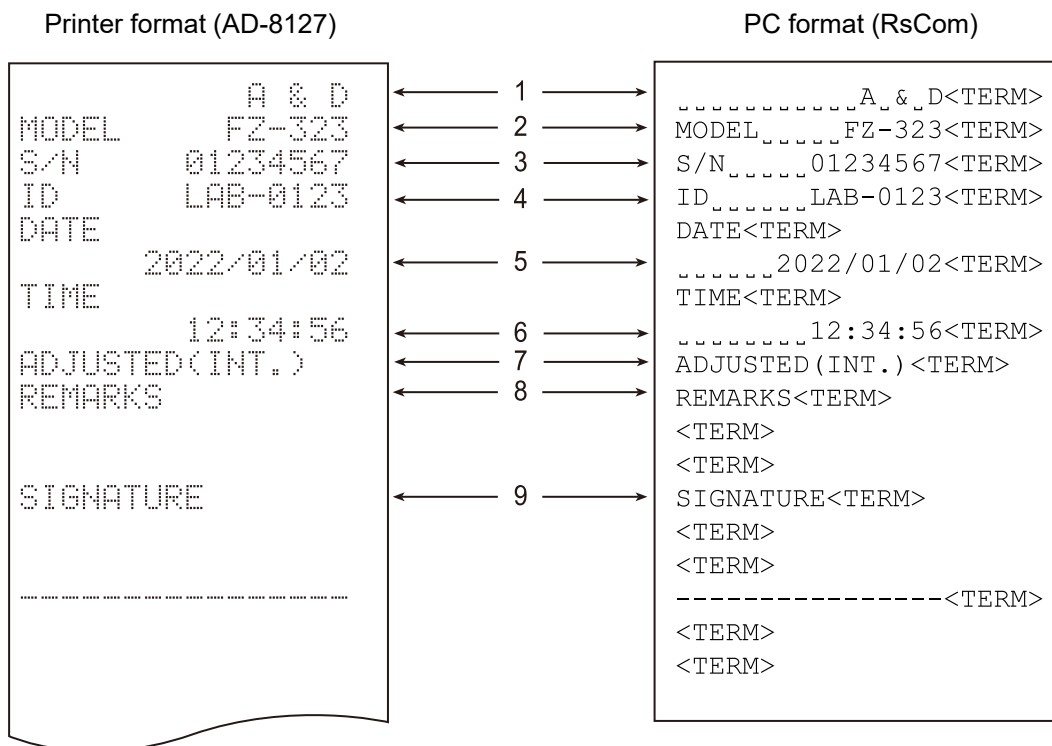 Printer format (AD-8127)
A & D
MODEL FZ-323
S/N 01234567
ID LAB-0123
DATE
2022/01/02
TIME
12:34:56
ADJUSTED(INT.)
REMARKS
SIGNATURE
----------------
1
2
3
4
5
6
7
8
9
PC format (RsCom)
␣␣␣␣␣␣␣␣␣␣␣A␣&␣D<TERM>
MODEL␣␣␣␣␣FZ-323<TERM>
S/N␣␣␣␣␣01234567<TERM>
ID␣␣␣␣␣␣LAB-0123<TERM>
DATE<TERM>
␣␣␣␣␣␣2022/01/02<TERM>
TIME<TERM>
␣␣␣␣␣␣␣␣12:34:56<TERM>
ADJUSTED(INT.)<TERM>
REMARKS<TERM>
<TERM>
<TERM>
SIGNATURE<TERM>
<TERM>
<TERM>
----------------<TERM>
<TERM>
<TERM>